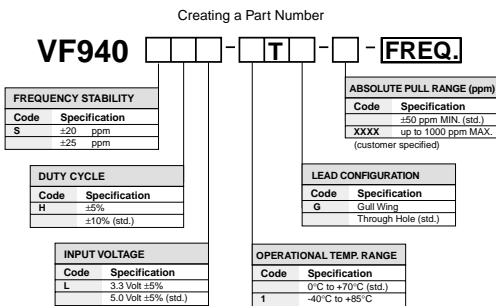 Creating a Part Number
VF940 - T - - FREQ.
FREQUENCY STABILITY
Code Specification
S ±20 ppm
±25 ppm
ABSOLUTE PULL RANGE (ppm)
Code Specification
±50 ppm MIN. (std.)
XXXX up to 1000 ppm MAX.
(customer specified)
DUTY CYCLE
Code Specification
H ±5%
±10% (std.)
LEAD CONFIGURATION
Code Specification
G Gull Wing
Through Hole (std.)
INPUT VOLTAGE
Code Specification
L 3.3 Volt ±5%
5.0 Volt ±5% (std.)
OPERATIONAL TEMP. RANGE
Code Specification
0°C to +70°C (std.)
1 -40°C to +85°C